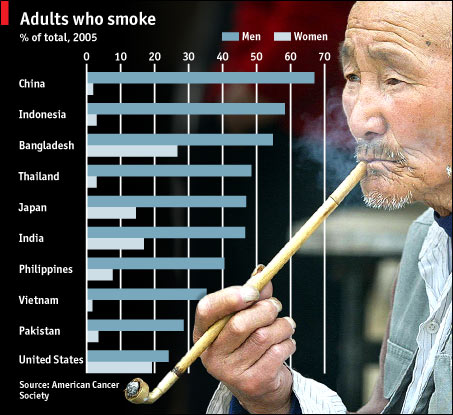 Adults who smoke
% of total, 2005
Men Women
0 10 20 30 40 50 60 70
China
Indonesia
Bangladesh
Thailand
Japan
India
Philippines
Vietnam
Pakistan
United States
Source: American Cancer
Society